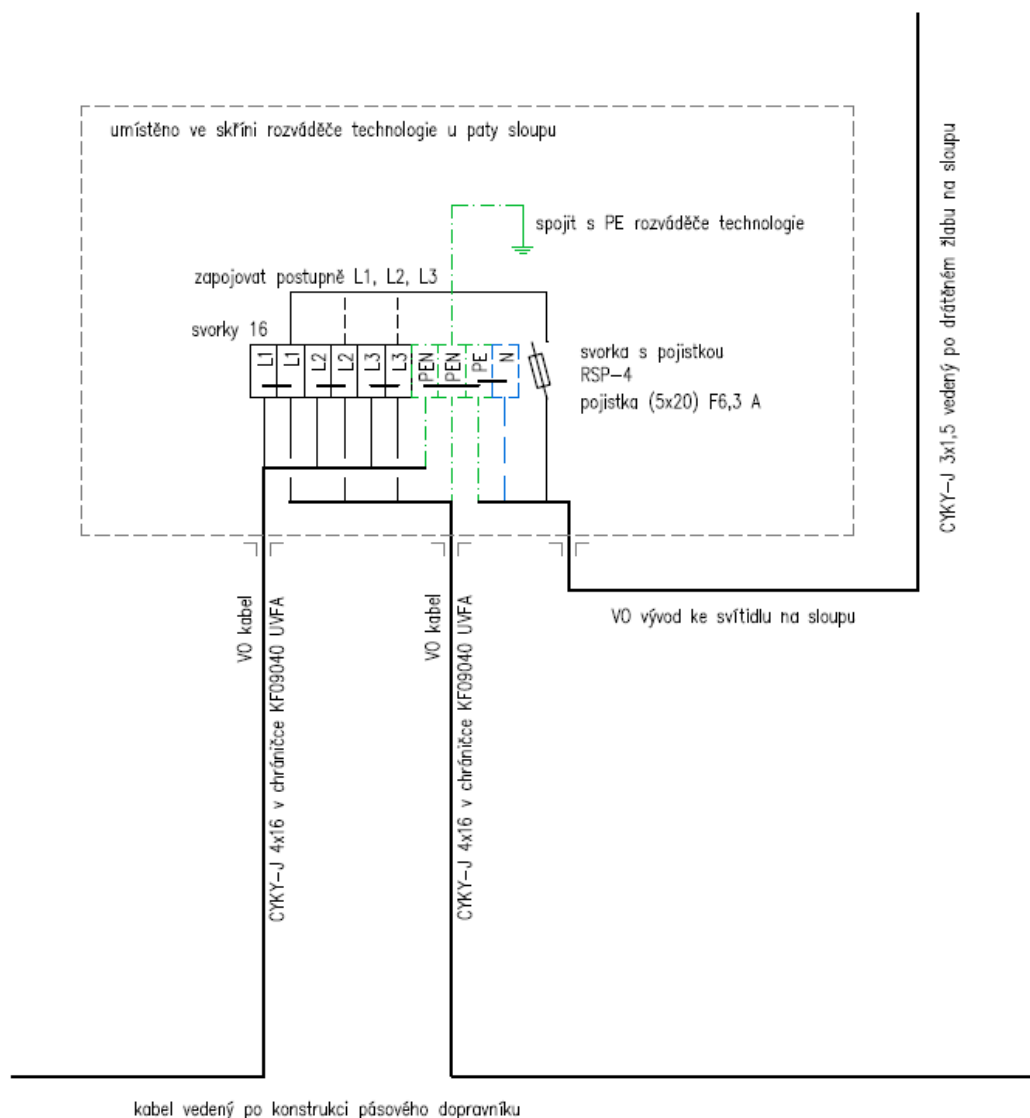 umístěno ve skříni rozváděče technologie u paty sloupu
spojit s PE rozváděče technologie
zapojovat postupně L1, L2, L3
svorky 16
L1
L1
L2
L2
L3
L3
PEN
PEN
PE
N
svorka s pojistkou
RSP-4
pojistka (5x20) F6,3 A
CYKY-J 3x1,5 vedený po drátěném žlabu na sloupu
VO vývod ke svítidlu na sloupu
VO kabel
CYKY-J 4x16 v chráničce KF09040 UVFA
VO kabel
CYKY-J 4x16 v chráničce KF09040 UVFA
kabel vedený po konstrukci pásového dopravníku